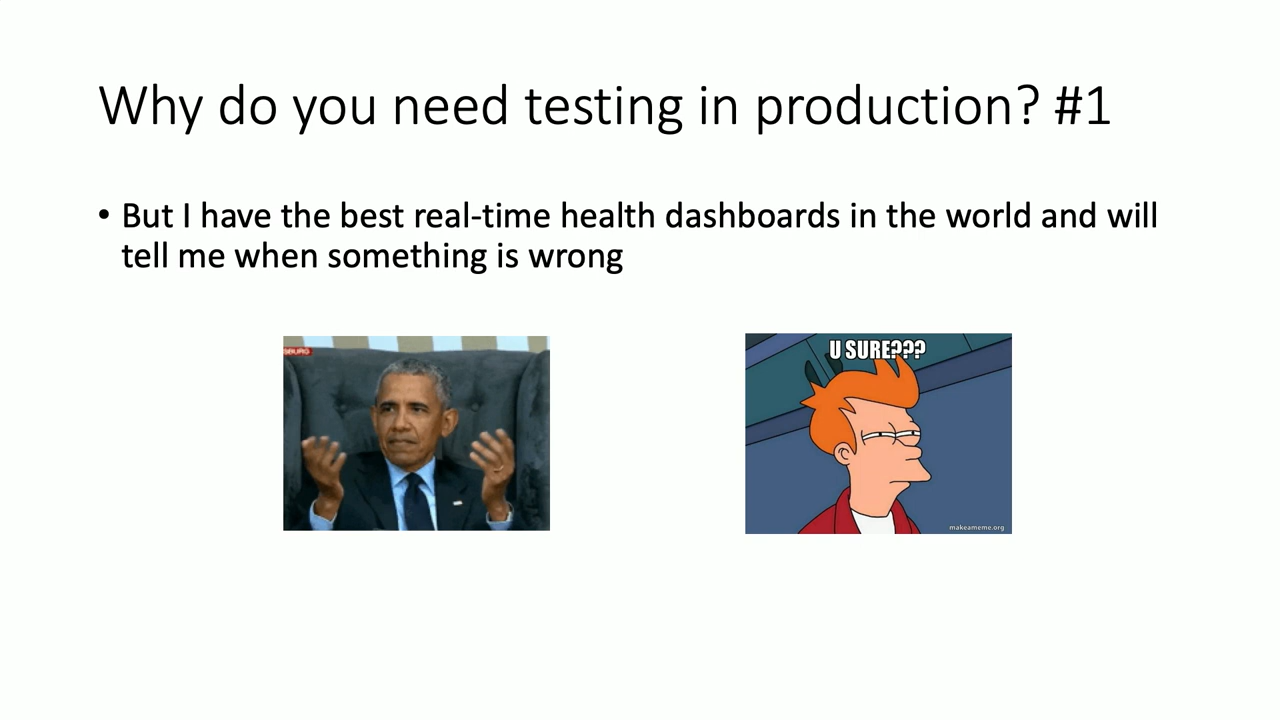 Why do you need testing in production? #1
• But I have the best real-time health dashboards in the world and will
tell me when something is wrong
SBURG
U SURE???
makeameme.org